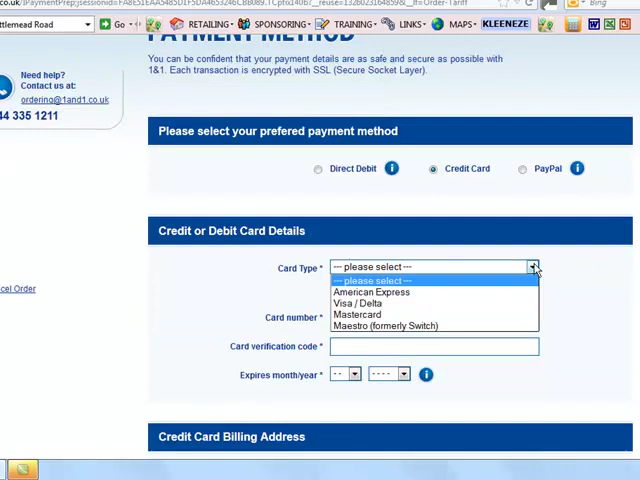 .co.uk/
ttlemead Road
Go
RETAILING
SPONSORING
TRAINING
LINKS
MAPS
KLEENEZE
PAYMENT METHOD
You can be confident that your payment details are as safe and secure as possible with
1&1. Each transaction is encrypted with SSL (Secure Socket Layer).
Need help?
Contact us at:
ordering@1and1.co.uk
44 335 1211
Please select your prefered payment method
Direct Debit
Credit Card
PayPal
Credit or Debit Card Details
Card Type *
--- please select ---
--- please select ---
American Express
Visa / Delta
Mastercard
Maestro (formerly Switch)
cel Order
Card number *
Card verification code *
Expires month/year *
--
----
Credit Card Billing Address